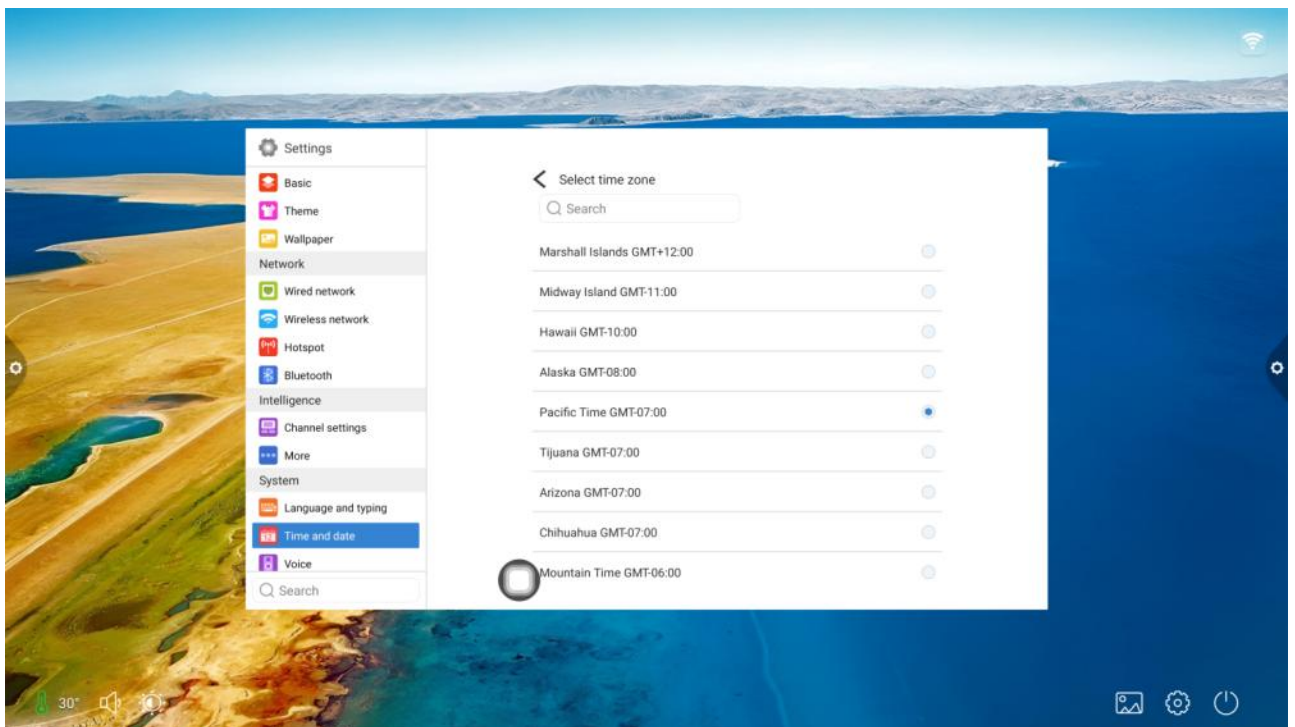 Settings
Basic
Theme
Wallpaper
Network
Wired network
Wireless network
Hotspot
Bluetooth
Intelligence
Channel settings
More
System
Language and typing
Time and date
Voice
Search
Select time zone
Search
Marshall Islands GMT+12:00
Midway Island GMT-11:00
Hawaii GMT-10:00
Alaska GMT-08:00
Pacific Time GMT-07:00
Tijuana GMT-07:00
Arizona GMT-07:00
Chihuahua GMT-07:00
Mountain Time GMT-06:00
30°